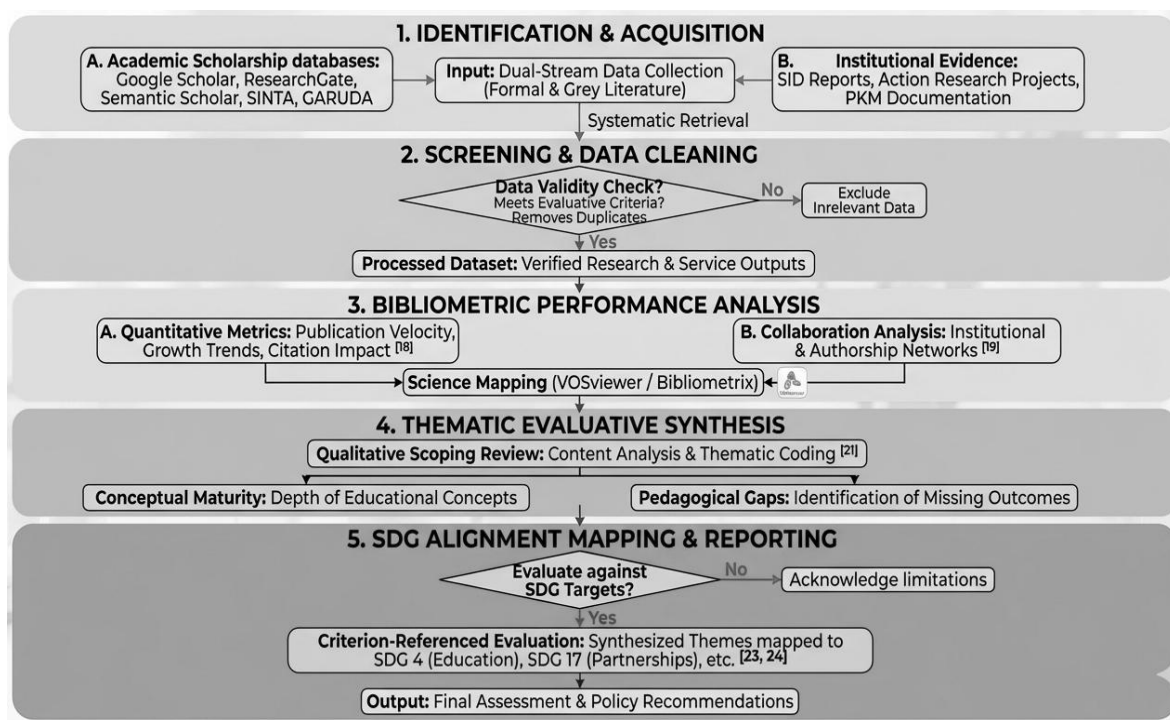 1. IDENTIFICATION & ACQUISITION
A. Academic Scholarship databases:
Google Scholar, ResearchGate,
Semantic Scholar, SINTA, GARUDA
Input: Dual-Stream Data Collection
(Formal & Grey Literature)
B. Institutional Evidence:
SID Reports, Action Research Projects,
PKM Documentation
Systematic Retrieval
2. SCREENING & DATA CLEANING
Data Validity Check?
Meets Evaluative Criteria?
Removes Duplicates
No
Exclude
Inrelevant Data
Yes
Processed Dataset: Verified Research & Service Outputs
3. BIBLIOMETRIC PERFORMANCE ANALYSIS
A. Quantitative Metrics: Publication Velocity,
Growth Trends, Citation Impact [18]
B. Collaboration Analysis: Institutional
& Authorship Networks [19]
Science Mapping (VOSviewer / Bibliometrix)
4. THEMATIC EVALUATIVE SYNTHESIS
Qualitative Scoping Review: Content Analysis & Thematic Coding [21]
Conceptual Maturity: Depth of Educational Concepts
Pedagogical Gaps: Identification of Missing Outcomes
5. SDG ALIGNMENT MAPPING & REPORTING
Evaluate against
SDG Targets?
No
Acknowledge limitations
Yes
Criterion-Referenced Evaluation: Synthesized Themes mapped to
SDG 4 (Education), SDG 17 (Partnerships), etc. [23, 24]
Output: Final Assessment & Policy Recommendations